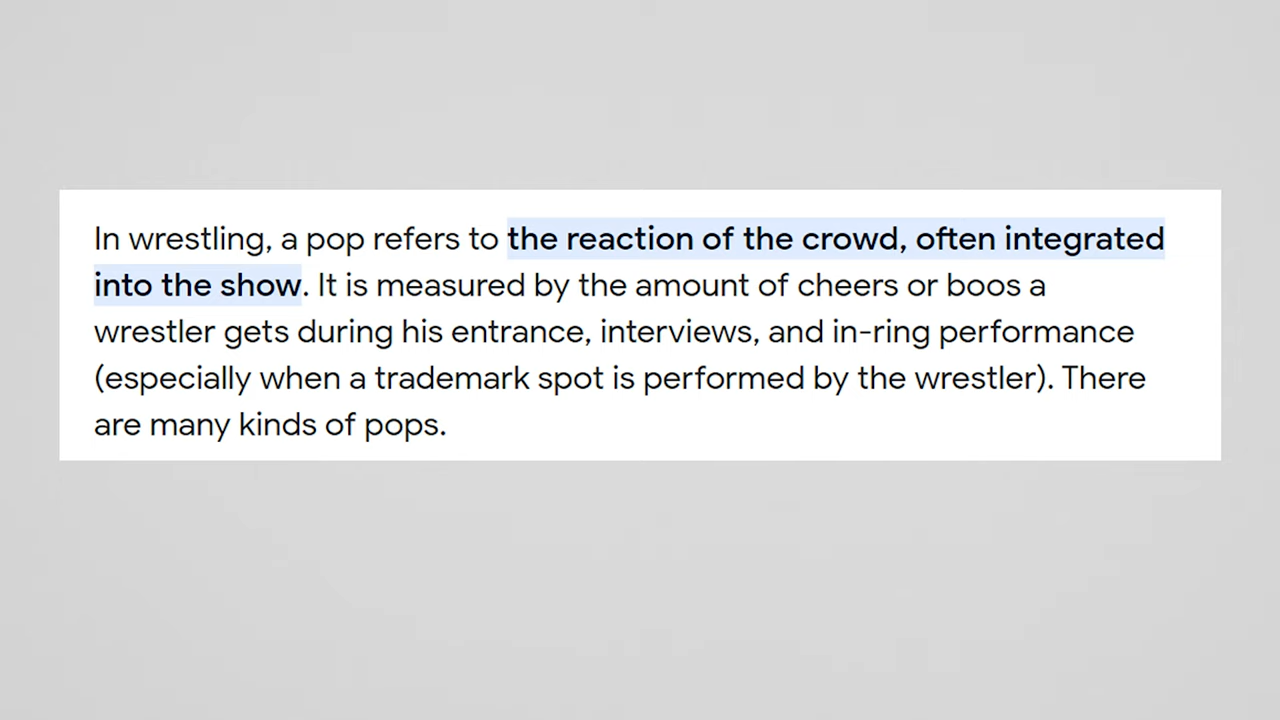 In wrestling, a pop refers to the reaction of the crowd, often integrated
into the show. It is measured by the amount of cheers or boos a
wrestler gets during his entrance, interviews, and in-ring performance
(especially when a trademark spot is performed by the wrestler). There
are many kinds of pops.